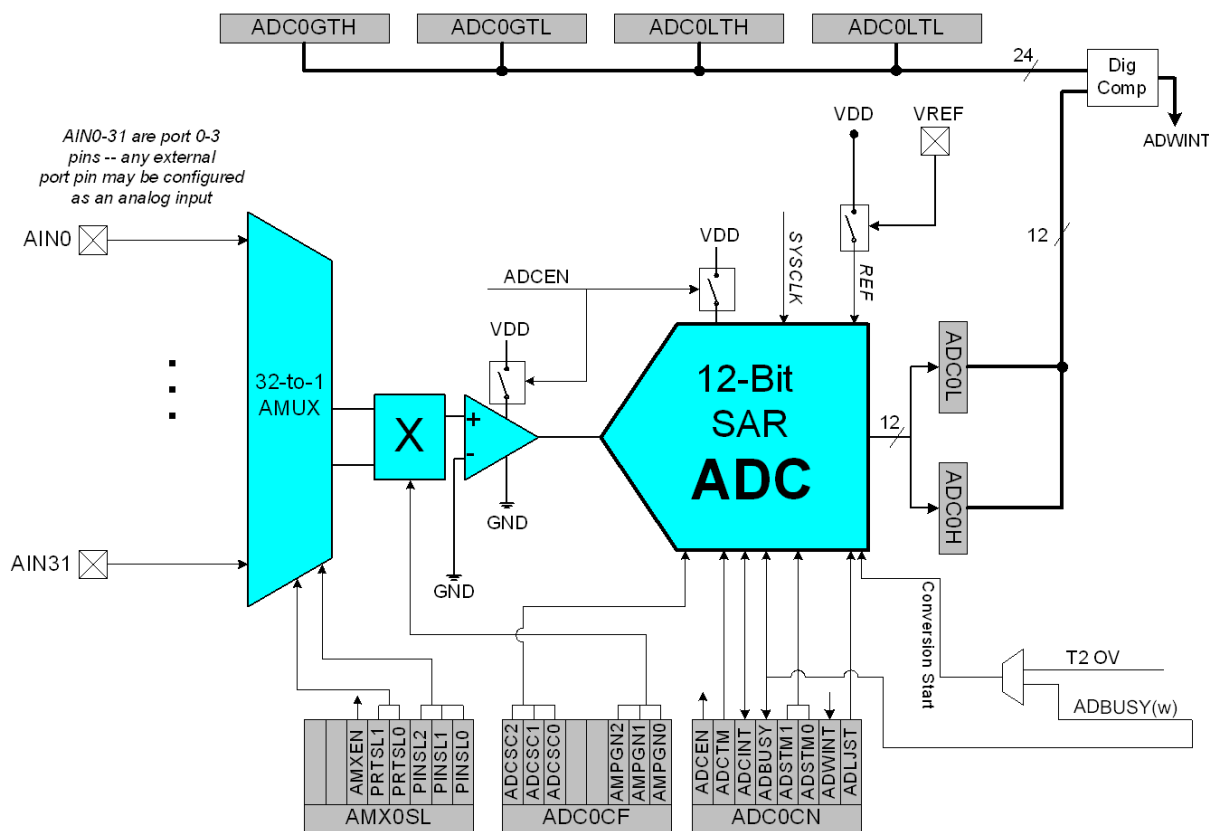 ADC0GTH
ADC0GTL
ADC0LTH
ADC0LTL
24
Dig
Comp
ADWINT
AIN0-31 are port 0-3
pins -- any external
port pin may be configured
as an analog input
VDD
VREF
AIN0
12
VDD
SYSCLK
REF
ADCEN
VDD
32-to-1
AMUX
X
+
-
12-Bit
SAR
ADC
12
ADC0L
ADC0H
GND
GND
AIN31
Conversion Start
T2 OV
ADBUSY(w)
AMXEN
PRTSL1
PRTSL0
PINSL2
PINSL1
PINSL0
AMX0SL
ADCSC2
ADCSC1
ADCSC0
AMPGN2
AMPGN1
AMPGN0
ADC0CF
ADCEN
ADCTM
ADCINT
ADBUSY
ADSTM1
ADSTM0
ADWINT
ADLJST
ADC0CN